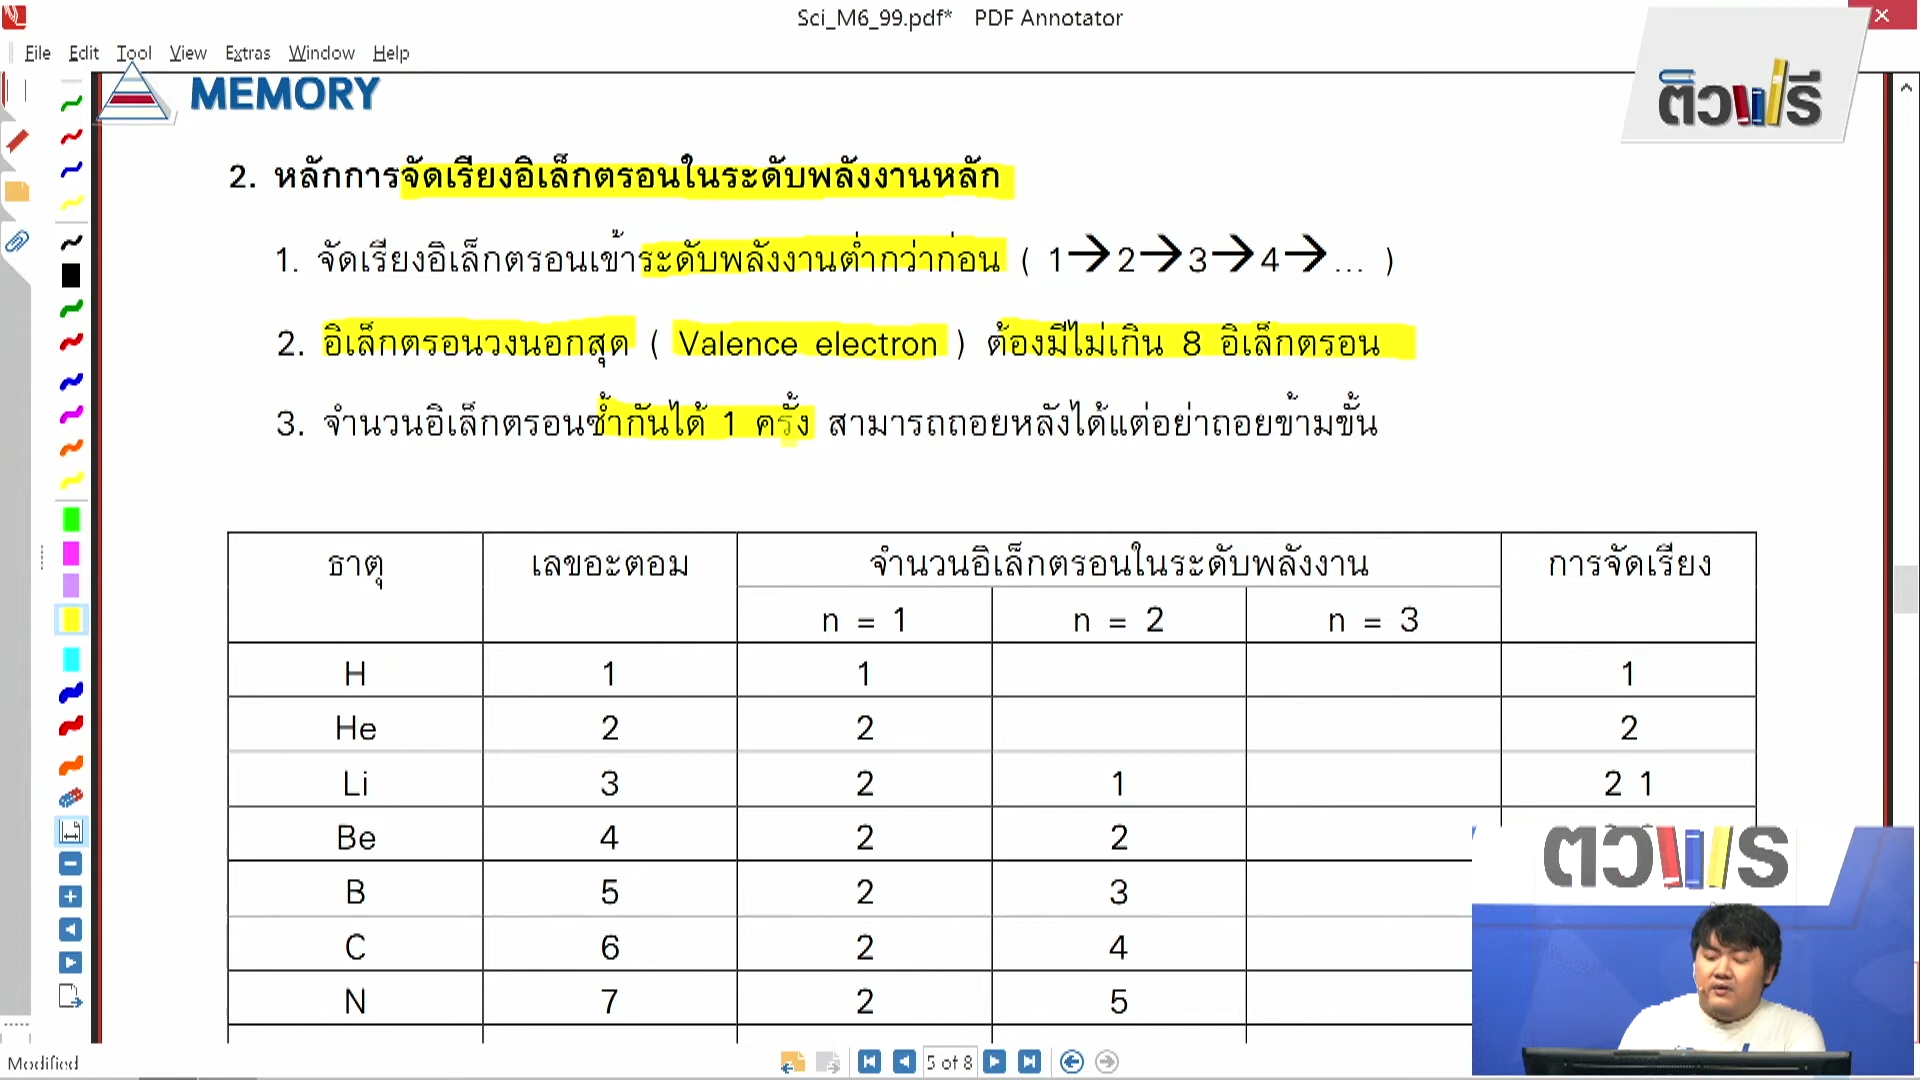 Sci_M6_99.pdf* PDF Annotator
File Edit Tool View Extras Window Help
ติวฟรี
MEMORY
2. หลักการจัดเรียงอิเล็กตรอนในระดับพลังงานหลัก
1. จัดเรียงอิเล็กตรอนเข้าระดับพลังงานต่ำกว่าก่อน ( 1→2→3→4→... )
2. อิเล็กตรอนวงนอกสุด ( Valence electron ) ต้องมีไม่เกิน 8 อิเล็กตรอน
3. จำนวนอิเล็กตรอนซ้ำกันได้ 1 ครั้ง สามารถถอยหลังได้แต่อย่าถอยข้ามขั้น
ธาตุ เลขอะตอม จำนวนอิเล็กตรอนในระดับพลังงาน การจัดเรียง
n = 1 n = 2 n = 3
H 1 1 1
He 2 2 2
Li 3 2 1 2 1
Be 4 2 2
B 5 2 3
C 6 2 4
N 7 2 5
ติวฟรี
Modified
5 of 8